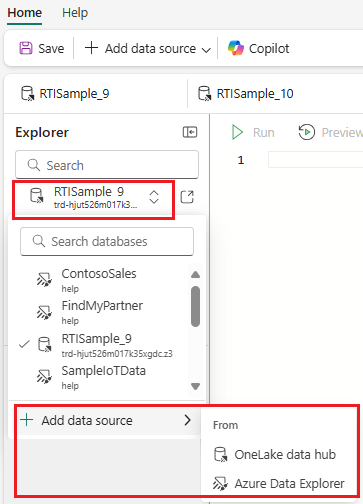 Home Help
Save Add data source Copilot
RTISample_9 RTISample_10
Explorer
Run Preview
Search
1
RTISample_9
trd-hjut526m017k35...
Search databases
ContosoSales
help
FindMyPartner
help
RTISample_9
trd-hjut526m017k35xgdc.z3
SampleIoTData
help
Add data source
From
OneLake data hub
Azure Data Explorer